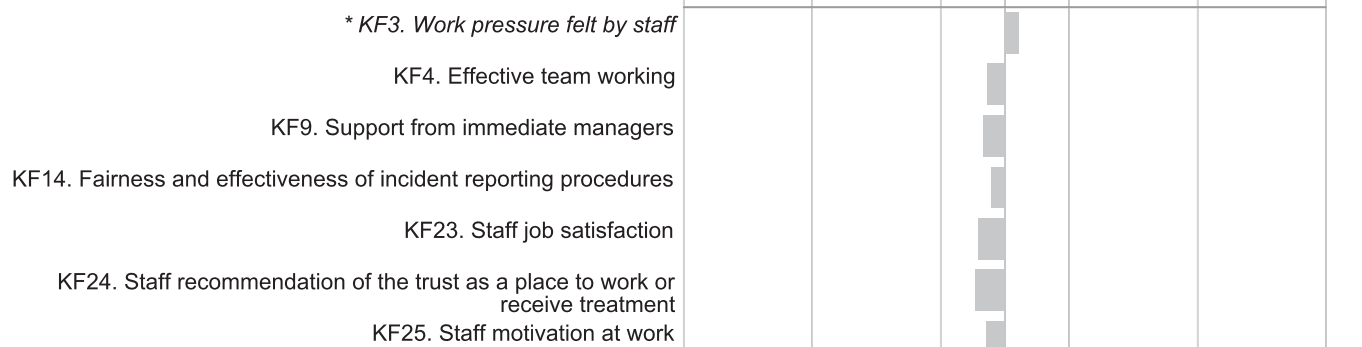 * KF3. Work pressure felt by staff
KF4. Effective team working
KF9. Support from immediate managers
KF14. Fairness and effectiveness of incident reporting procedures
KF23. Staff job satisfaction
KF24. Staff recommendation of the trust as a place to work or
receive treatment
KF25. Staff motivation at work